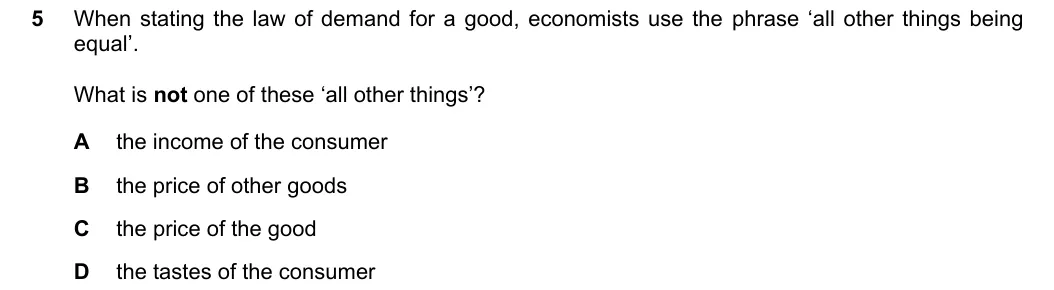 5 When stating the law of demand for a good, economists use the phrase ‘all other things being
equal’.
What is not one of these ‘all other things’?
A the income of the consumer
B the price of other goods
C the price of the good
D the tastes of the consumer